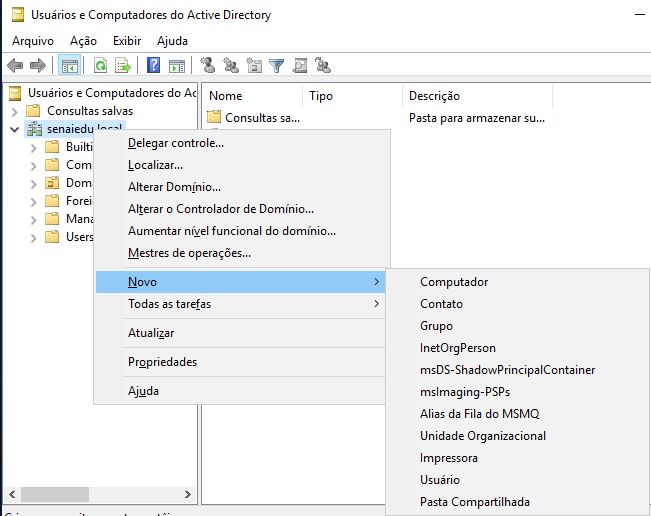 Usuários e Computadores do Active Directory
Arquivo Ação Exibir Ajuda
Usuários e Computadores do Ac
Consultas salvas
senaiedu.local
Builti
Com
Doma
Forei
Mana
Users
Nome Tipo Descrição
Consultas sa... Pasta para armazenar su...
Delegar controle...
Localizar...
Alterar Domínio...
Alterar o Controlador de Domínio...
Aumentar nível funcional do domínio...
Mestres de operações...
Novo
Todas as tarefas
Atualizar
Propriedades
Ajuda
Computador
Contato
Grupo
InetOrgPerson
msDS-ShadowPrincipalContainer
msImaging-PSPs
Alias da Fila do MSMQ
Unidade Organizacional
Impressora
Usuário
Pasta Compartilhada